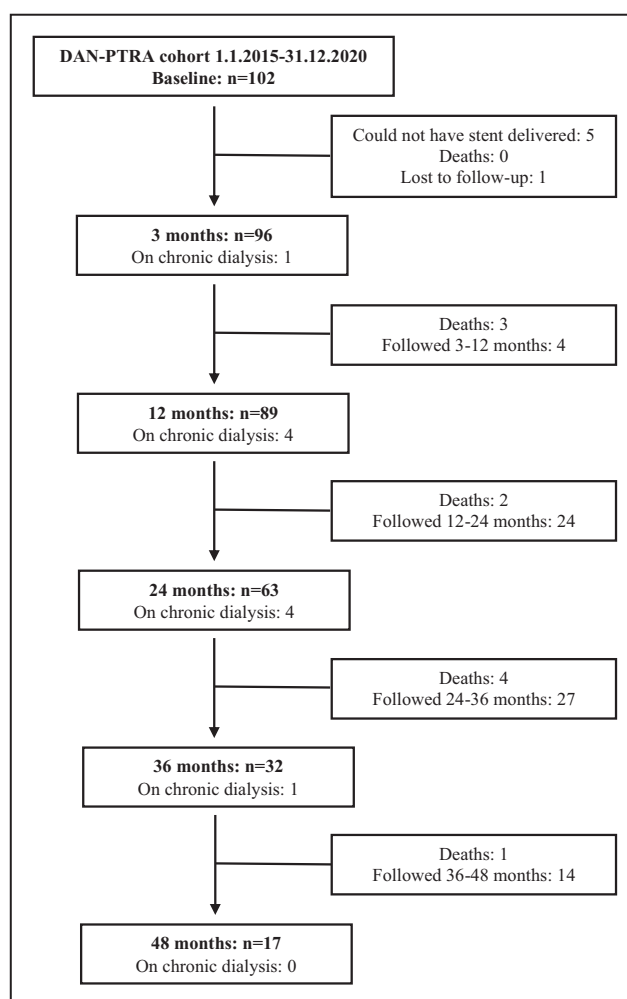 DAN-PTRA cohort 1.1.2015-31.12.2020
Baseline: n=102
Could not have stent delivered: 5
Deaths: 0
Lost to follow-up: 1
3 months: n=96
On chronic dialysis: 1
Deaths: 3
Followed 3-12 months: 4
12 months: n=89
On chronic dialysis: 4
Deaths: 2
Followed 12-24 months: 24
24 months: n=63
On chronic dialysis: 4
Deaths: 4
Followed 24-36 months: 27
36 months: n=32
On chronic dialysis: 1
Deaths: 1
Followed 36-48 months: 14
48 months: n=17
On chronic dialysis: 0